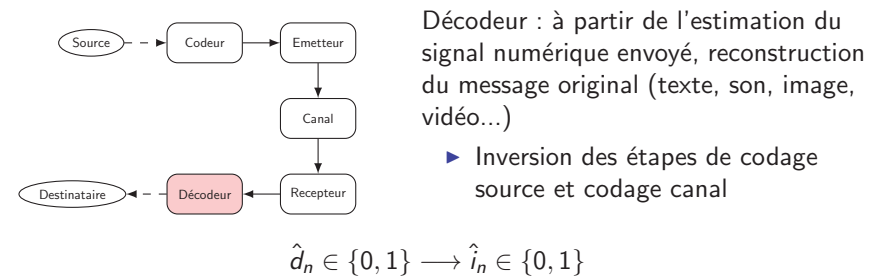 Source
Codeur
Emetteur
Canal
Destinataire
Décodeur
Recepteur
Décodeur : à partir de l'estimation du
signal numérique envoyé, reconstruction
du message original (texte, son, image,
vidéo...)
▶ Inversion des étapes de codage
source et codage canal
d̂ₙ ∈ {0, 1} ⟶ îₙ ∈ {0, 1}